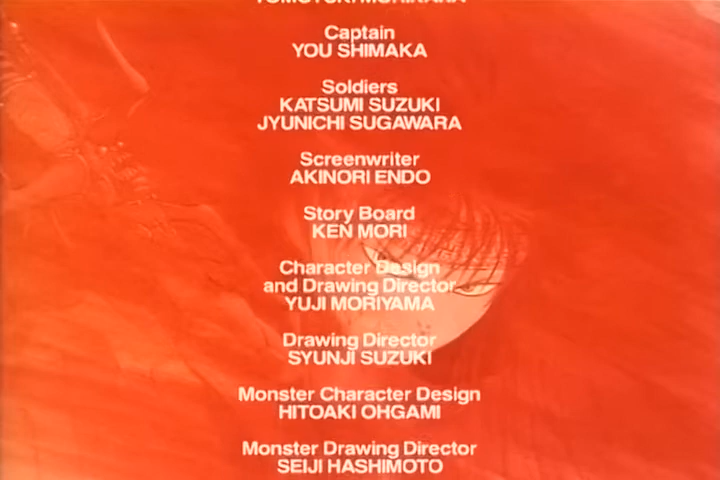 Captain
YOU SHIMAKA
Soldiers
KATSUMI SUZUKI
JYUNICHI SUGAWARA
Screenwriter
AKINORI ENDO
Story Board
KEN MORI
Character Design
and Drawing Director
YUJI MORIYAMA
Drawing Director
SYUNJI SUZUKI
Monster Character Design
HITOAKI OHGAMI
Monster Drawing Director
SEIJI HASHIMOTO